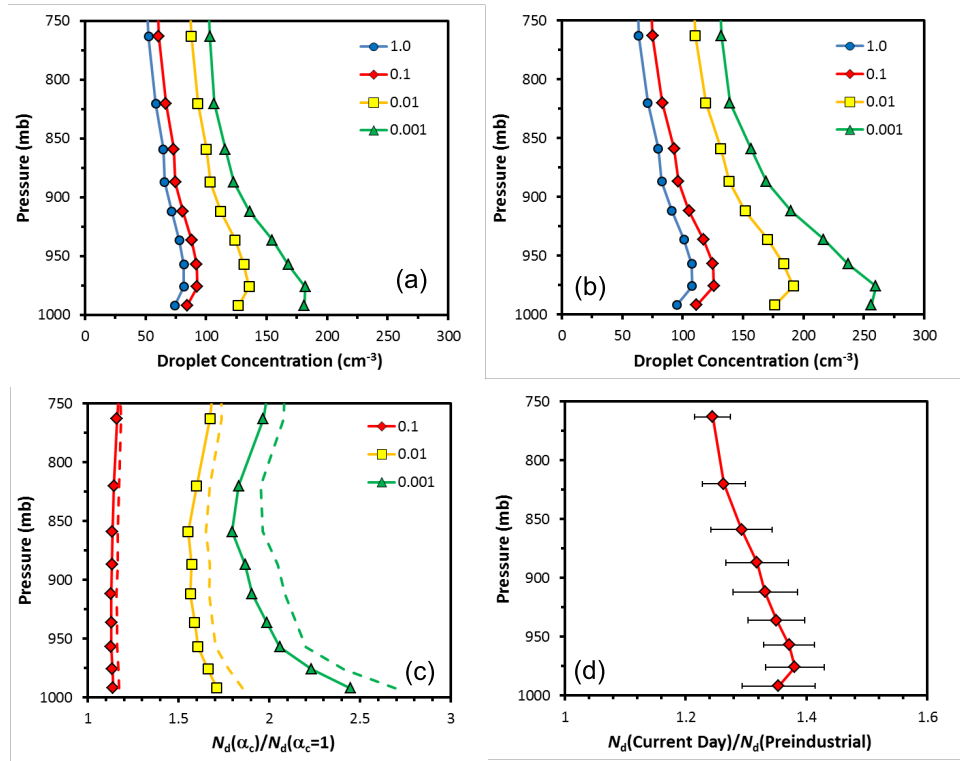 750
800
850
900
950
1000
Pressure (mb)
1.0
0.1
0.01
0.001
(a)
0 50 100 150 200 250 300
Droplet Concentration (cm-3)
750
800
850
900
950
1000
Pressure (mb)
1.0
0.1
0.01
0.001
(b)
0 50 100 150 200 250 300
Droplet Concentration (cm-3)
750
800
850
900
950
1000
Pressure (mb)
0.1
0.01
0.001
(c)
1 1.5 2 2.5 3
Nd(αc)/Nd(αc=1)
750
800
850
900
950
1000
Pressure (mb)
(d)
1 1.2 1.4 1.6
Nd(Current Day)/Nd(Preindustrial)